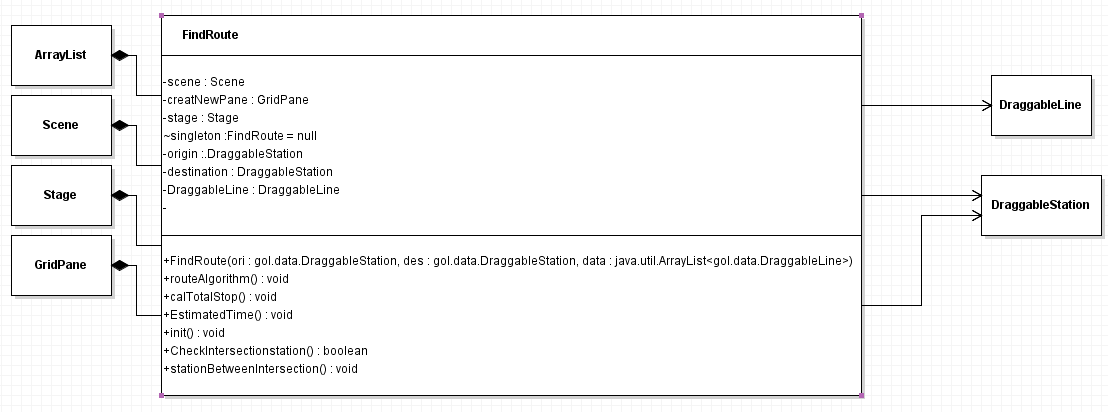 FindRoute
ArrayList
Scene
Stage
GridPane
-scene : Scene
-creatNewPane : GridPane
-stage : Stage
~singleton :FindRoute = null
-origin :.DraggableStation
-destination : DraggableStation
-DraggableLine : DraggableLine
-
+FindRoute(ori : gol.data.DraggableStation, des : gol.data.DraggableStation, data : java.util.ArrayList<gol.data.DraggableLine>)
+routeAlgorithm() : void
+calTotalStop() : void
+EstimatedTime() : void
+init() : void
+CheckIntersectionstation() : boolean
+stationBetweenIntersection() : void
DraggableLine
DraggableStation